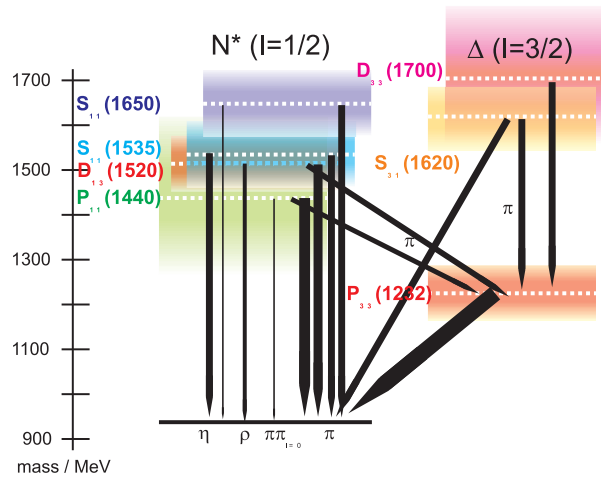 N* (I=1/2)
Δ (I=3/2)
D₃₃ (1700)
1700
S₁₁ (1650)
S₁₁ (1535)
1500
D₁₃ (1520)
S₃₁ (1620)
P₁₁ (1440)
π
π
1300
P₃₃ (1232)
1100
900
η ρ ππ I=0 π
mass / MeV